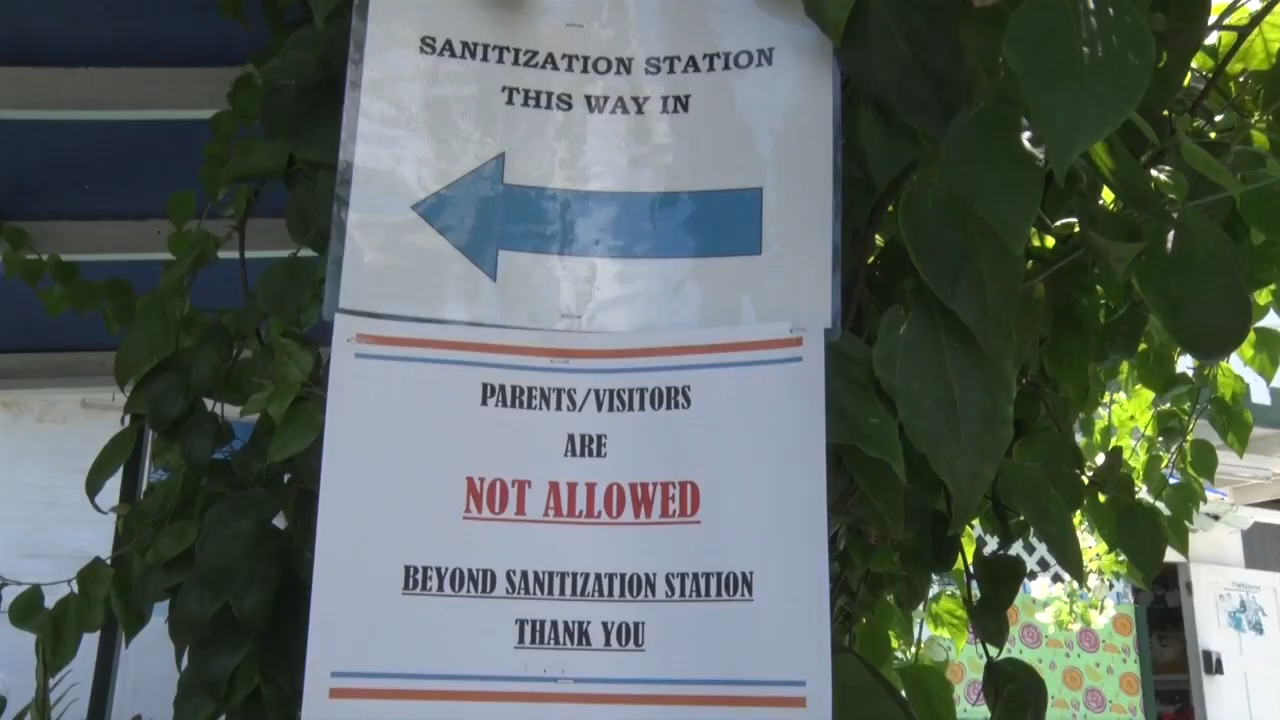 SANITIZATION STATION
THIS WAY IN
PARENTS/VISITORS
ARE
NOT ALLOWED
BEYOND SANITIZATION STATION
THANK YOU